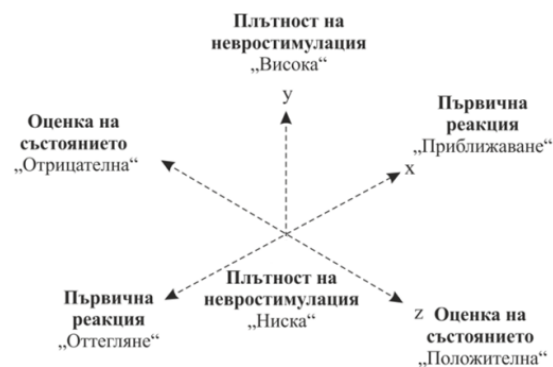 Плътност на
невростимулация
„Висока“
y
Първична
реакция
„Приближаване“
x
Оценка на
състоянието
„Отрицателна“
Първична
реакция
„Оттегляне“
Плътност на
невростимулация
„Ниска“
z
Оценка на
състоянието
„Положителна“